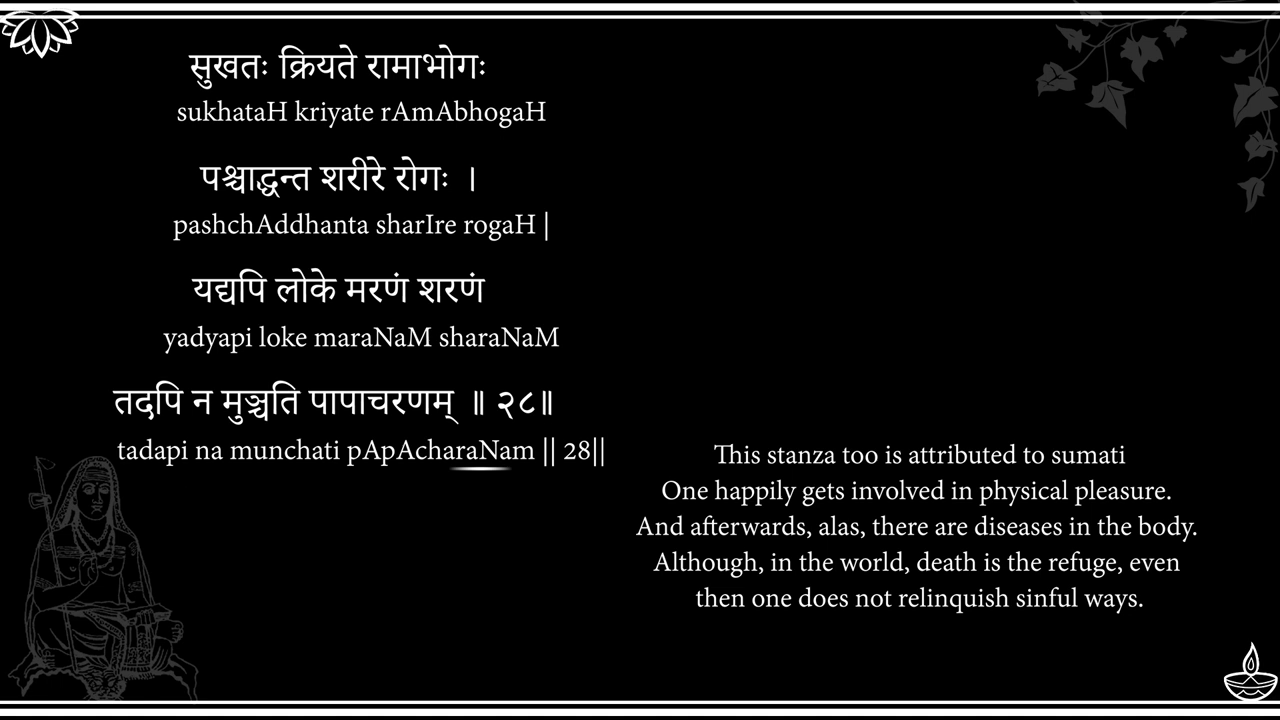 सुखतः क्रियते रामाभोगः
sukhataH kriyate rAmAbhogaH
पश्चाद्धन्त शरीरे रोगः ।
pashchAddhanta sharIre rogaH |
यद्यपि लोके मरणं शरणं
yadyapi loke maraNaM sharaNaM
तदपि न मुञ्चति पापाचरणम् ॥ २८॥
tadapi na munchati pApAcharaNam || 28||
This stanza too is attributed to sumati
One happily gets involved in physical pleasure.
And afterwards, alas, there are diseases in the body.
Although, in the world, death is the refuge, even
then one does not relinquish sinful ways.